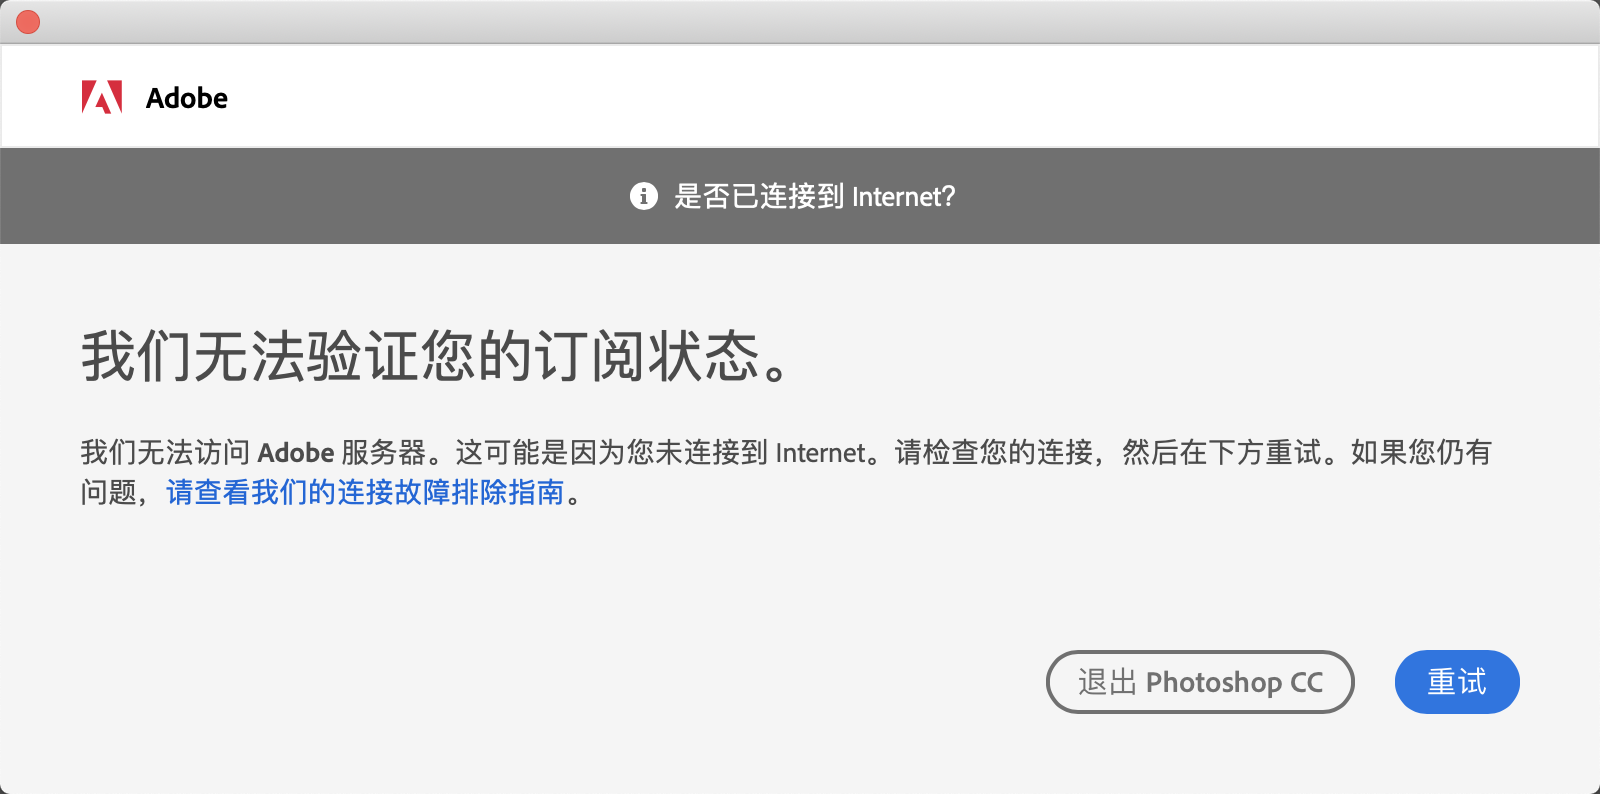 Adobe
是否已连接到 Internet?
我们无法验证您的订阅状态。
我们无法访问 Adobe 服务器。这可能是因为您未连接到 Internet。请检查您的连接，然后在下方重试。如果您仍有
问题，请查看我们的连接故障排除指南。
退出 Photoshop CC
重试